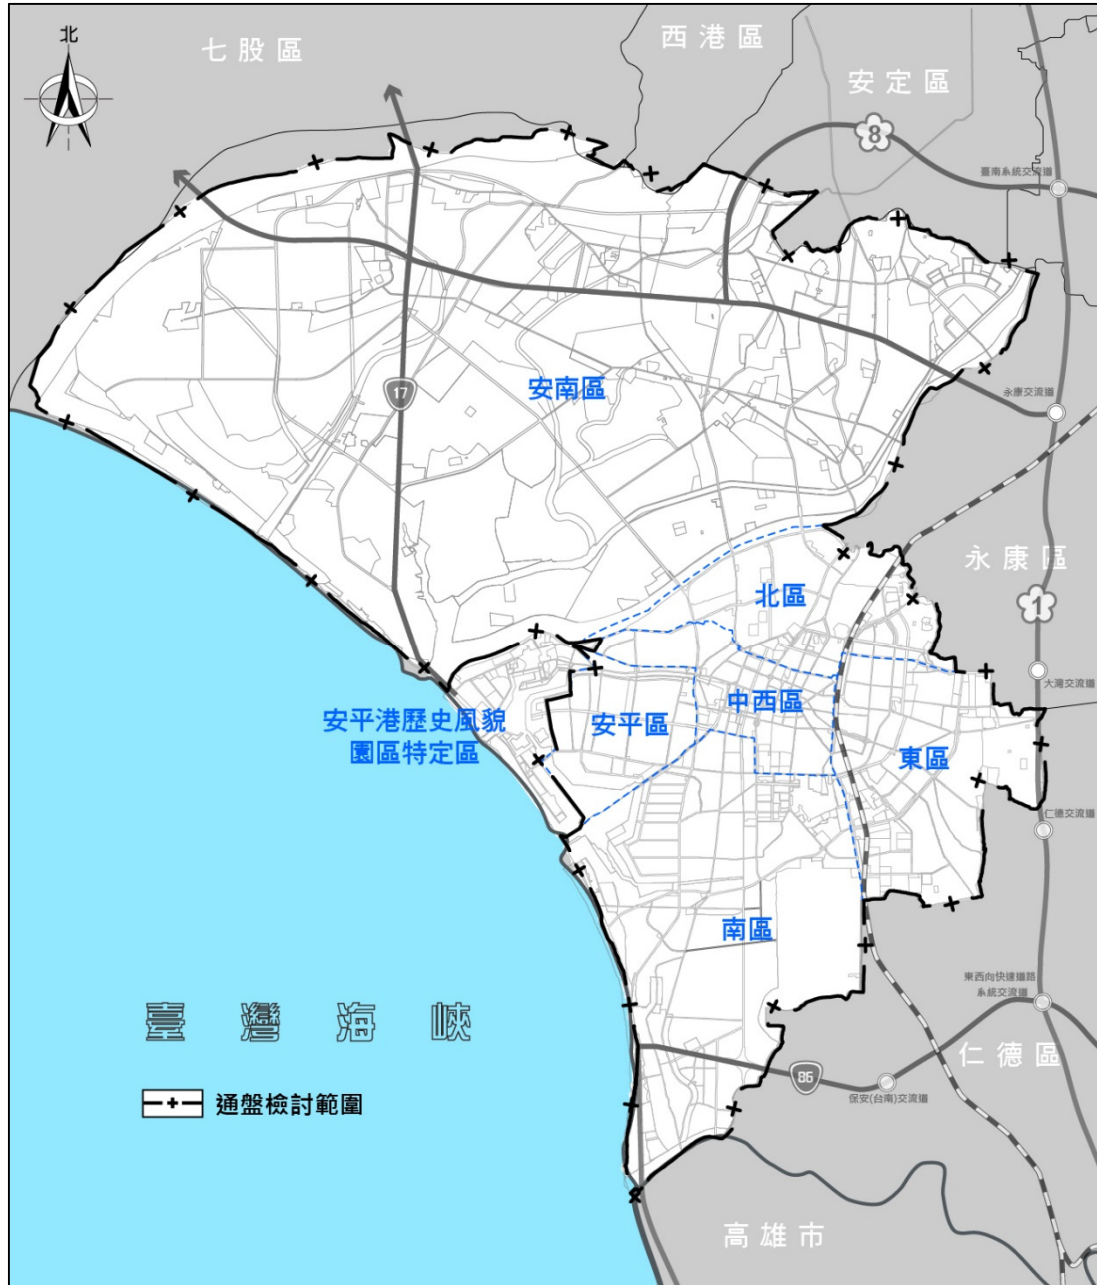 北
七股區
西港區
安定區
8
臺南系統交流道
17
安南區
永康交流道
永康區
北區
1
大灣交流道
中西區
安平港歷史風貌
園區特定區
安平區
東區
仁德交流道
南區
東西向快速道路
系統交流道
臺灣海峽
仁德區
86
保安(台南)交流道
通盤檢討範圍
高雄市